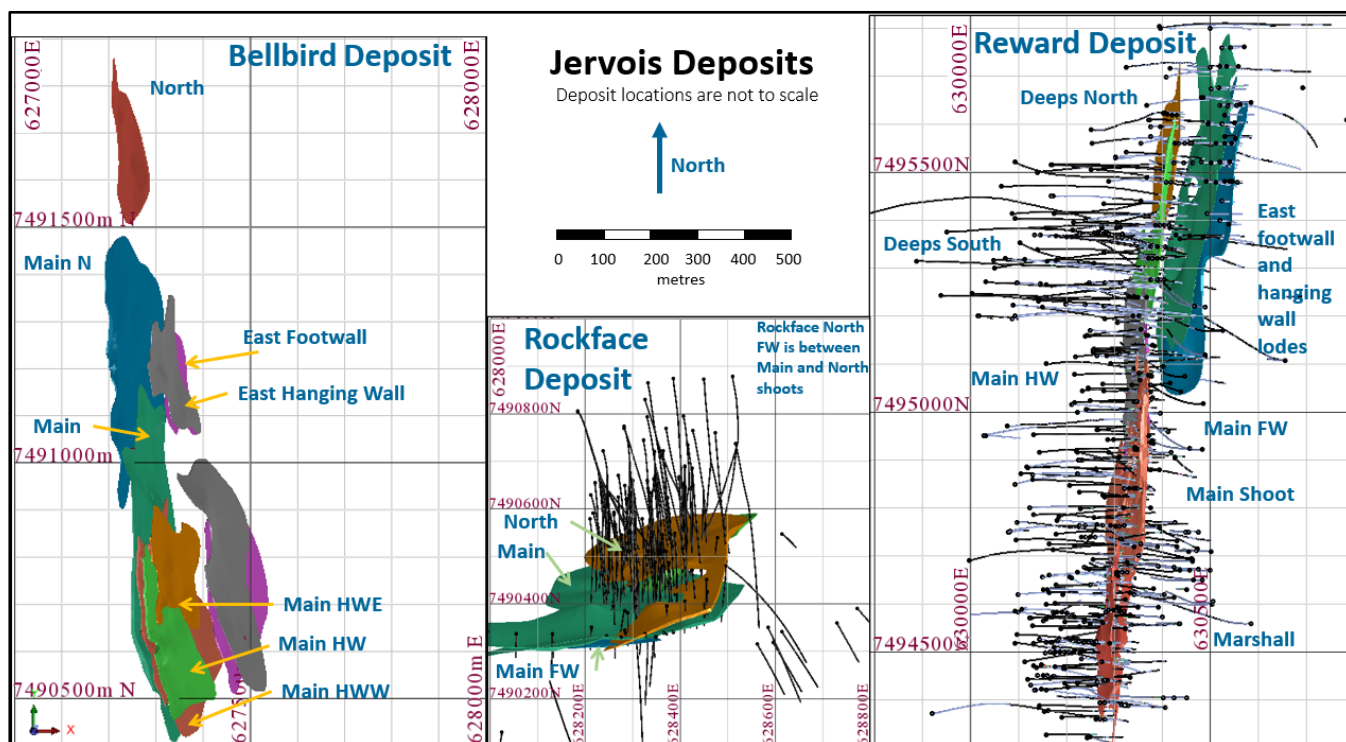 Bellbird Deposit
627000E
628000E
North
7491500m N
Main N
East Footwall
East Hanging Wall
Main
7491000m N
Main HWE
Main HW
Main HWW
7490500m N
628000m E
X
Jervois Deposits
Deposit locations are not to scale
North
0 100 200 300 400 500
metres
Rockface
Deposit
Rockface North
FW is between
Main and North
shoots
628000E
7490800N
7490600N
North
Main
7490400N
Main FW
7490200N
628200E
628400E
628600E
628800E
Reward Deposit
630000E
Deeps North
7495500N
Deeps South
East
footwall
and
hanging
wall
lodes
Main HW
7495000N
Main FW
Main Shoot
630000E
630500E
7494500N
Marshall